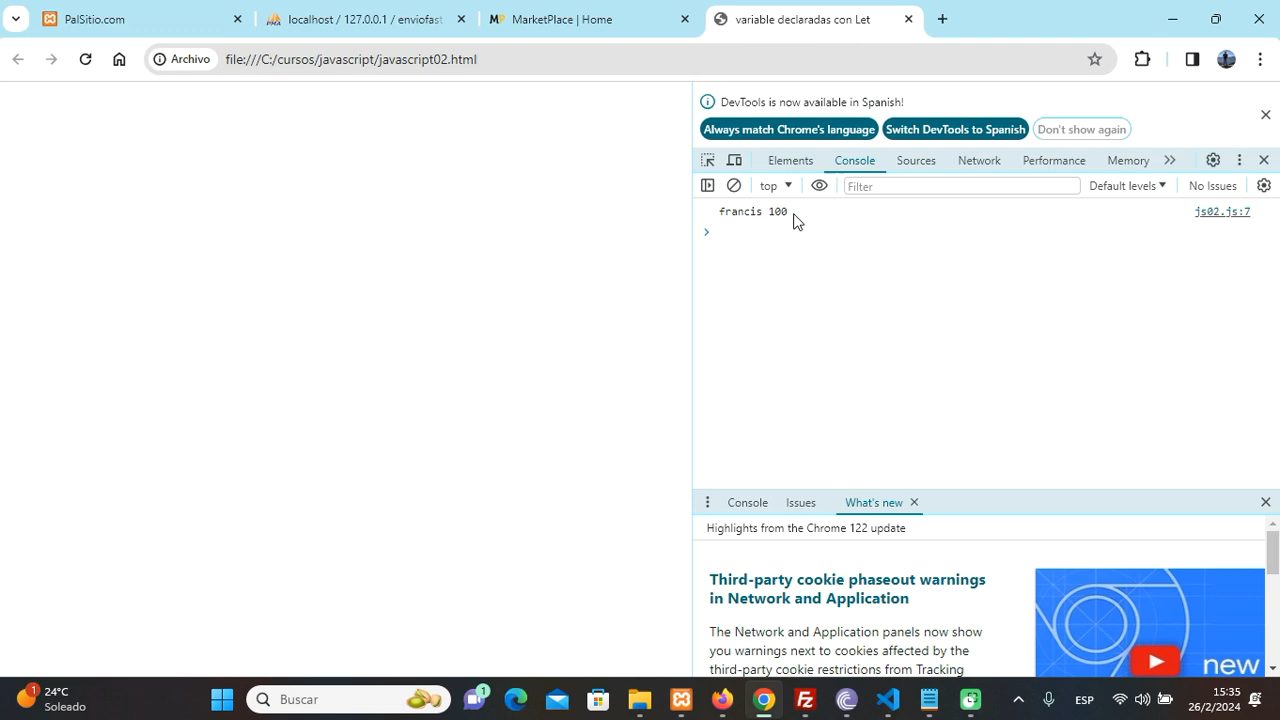 PalSitio.com
localhost / 127.0.0.1 / enviofast
MarketPlace | Home
variable declaradas con Let
Archivo
file:///C:/cursos/javascript/javascript02.html
DevTools is now available in Spanish!
Always match Chrome's language
Switch DevTools to Spanish
Don't show again
Elements
Console
Sources
Network
Performance
Memory
top
Filter
Default levels
No Issues
francis 100
js02.js:7
Console
Issues
What's new
Highlights from the Chrome 122 update
Third-party cookie phaseout warnings
in Network and Application
The Network and Application panels now show
you warnings next to cookies affected by the
third-party cookie restrictions from Tracking
new
1
24°C
Soleado
Buscar
1
ESP
15:35
26/2/2024